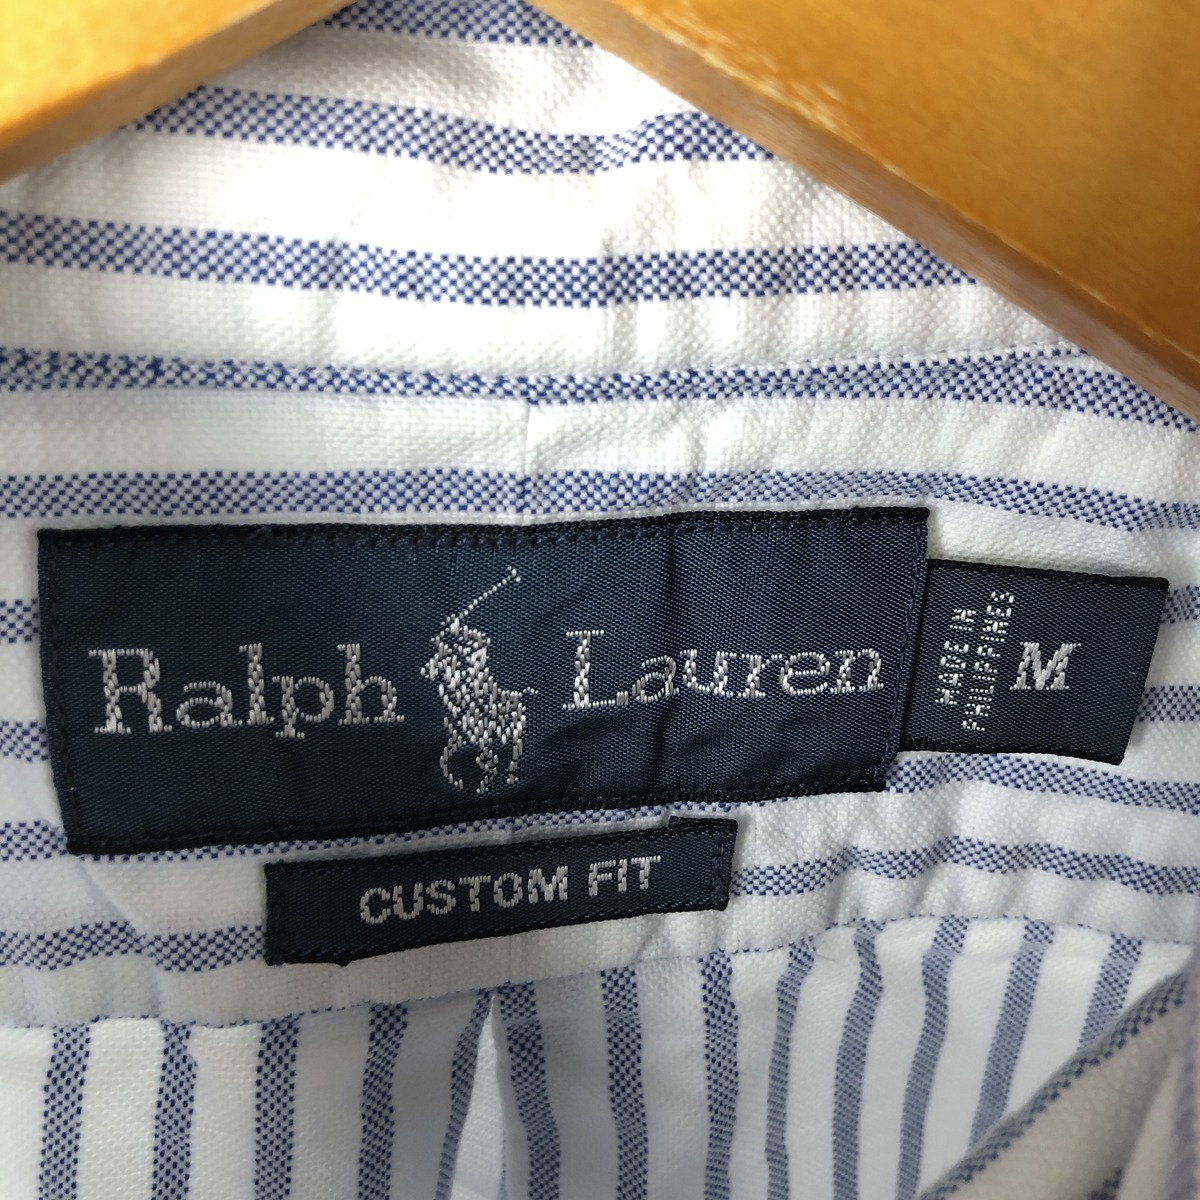 Ralph Lauren
MADE IN
PHILIPPINES
M
CUSTOM FIT